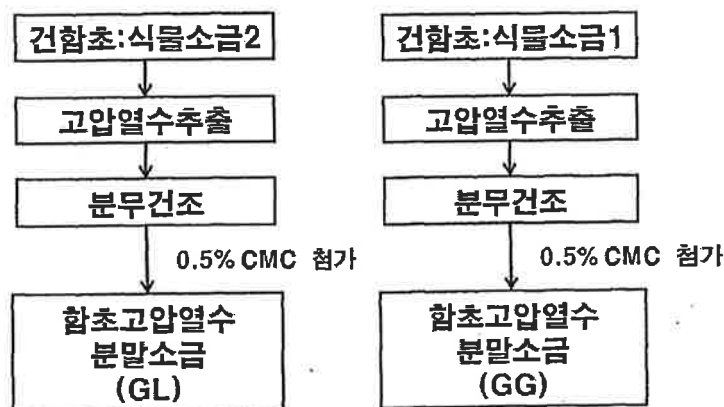 건함초:식물소금2
고압열수추출
분무건조
0.5% CMC 첨가
함초고압열수
분말소금
(GL)
건함초:식물소금1
고압열수추출
분무건조
0.5% CMC 첨가
함초고압열수
분말소금
(GG)